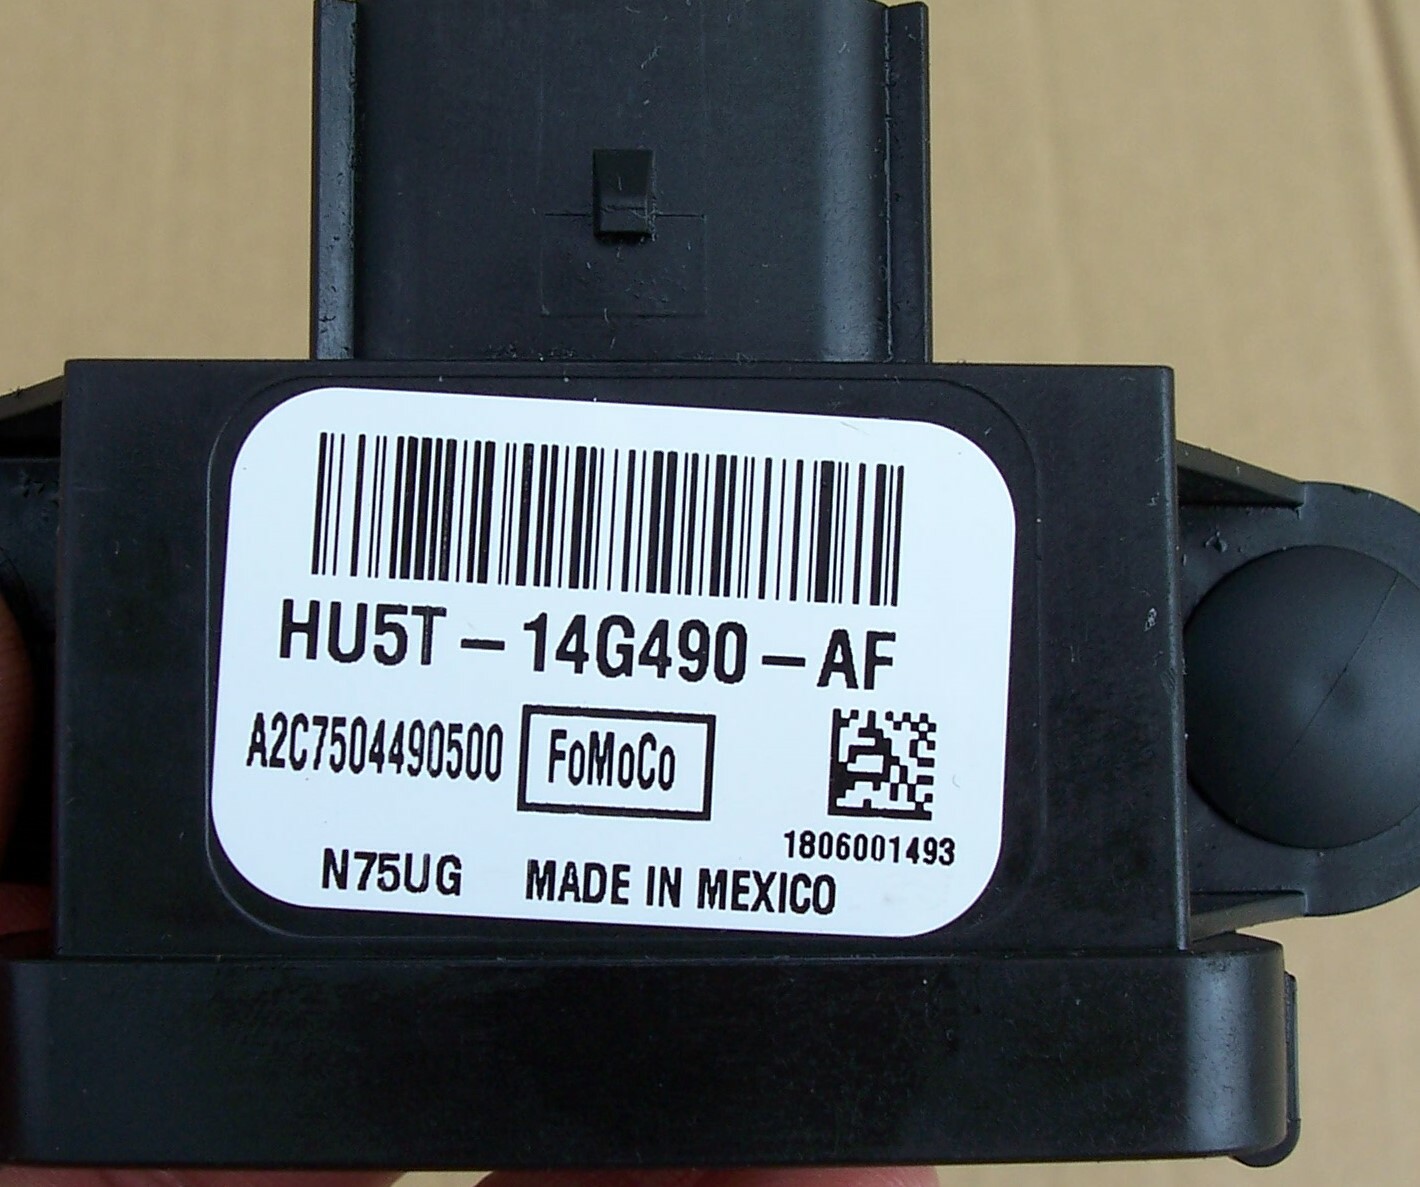 HU5T-14G490-AF
A2C7504490500 FoMoCo
1806001493
N75UG MADE IN MEXICO